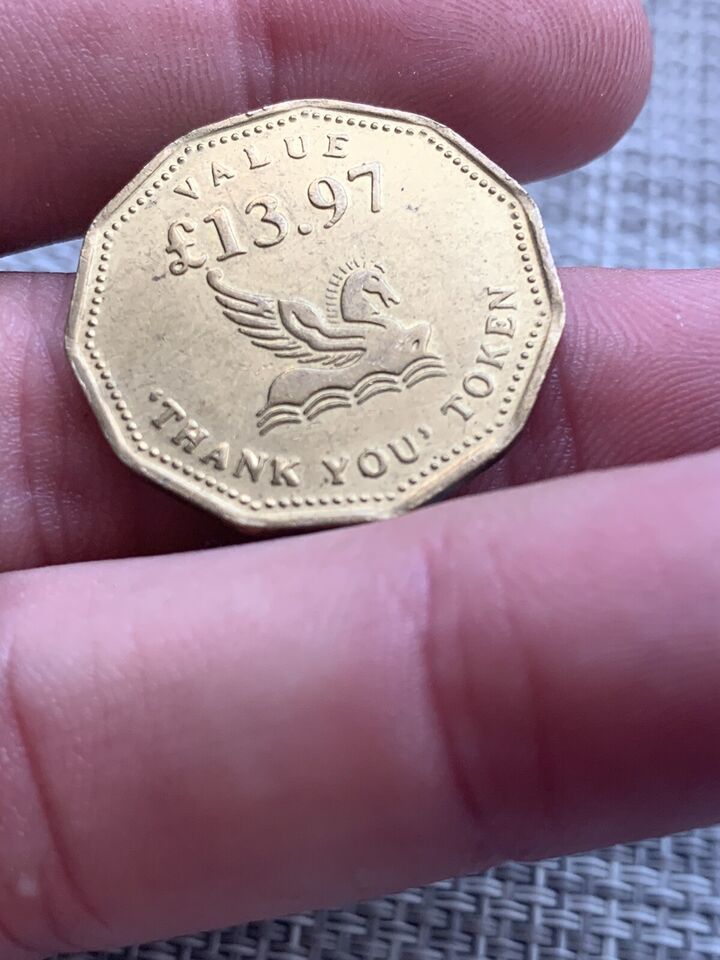 VALUE
£13.97
'THANK YOU' TOKEN